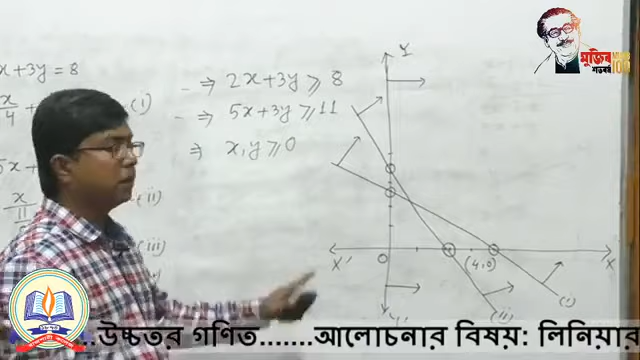 x + 3y = 8
x/4 +
(i)
5x +
x/11
(ii)
(iii)
→ 2x + 3y ≥ 8
→ 5x + 3y ≥ 11
⇒ x, y ≥ 0
Y
X'
O
(4,0)
X
(i)
(ii)
মুজিব
শতবর্ষ
100
...উচ্চতর গণিত.......আলোচনার বিষয়: লিনিয়ার